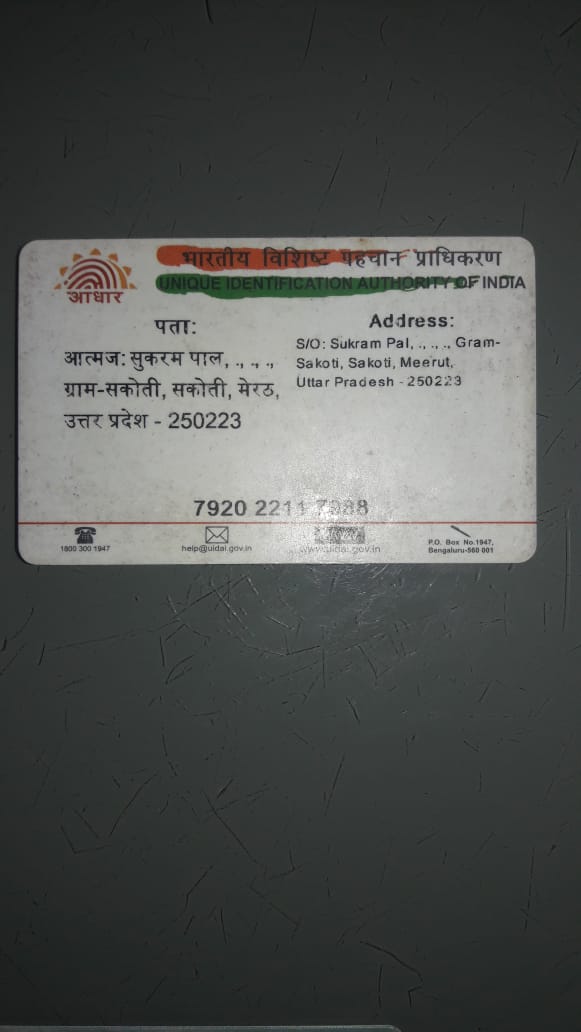 भारतीय विशिष्ट पहचान प्राधिकरण
UNIQUE IDENTIFICATION AUTHORITY OF INDIA
आधार
पता:
आत्मज: सुकरम पाल, ., ., .,
ग्राम-सकोती, सकोती, मेरठ,
उत्तर प्रदेश - 250223
Address:
S/O: Sukram Pal, ., ., ., Gram-
Sakoti, Sakoti, Meerut,
Uttar Pradesh - 250223
7920 2211
1800 300 1947
help@uidai.gov.in
www.uidai.gov.in
P.O. Box No.1947,
Bengaluru-560 001